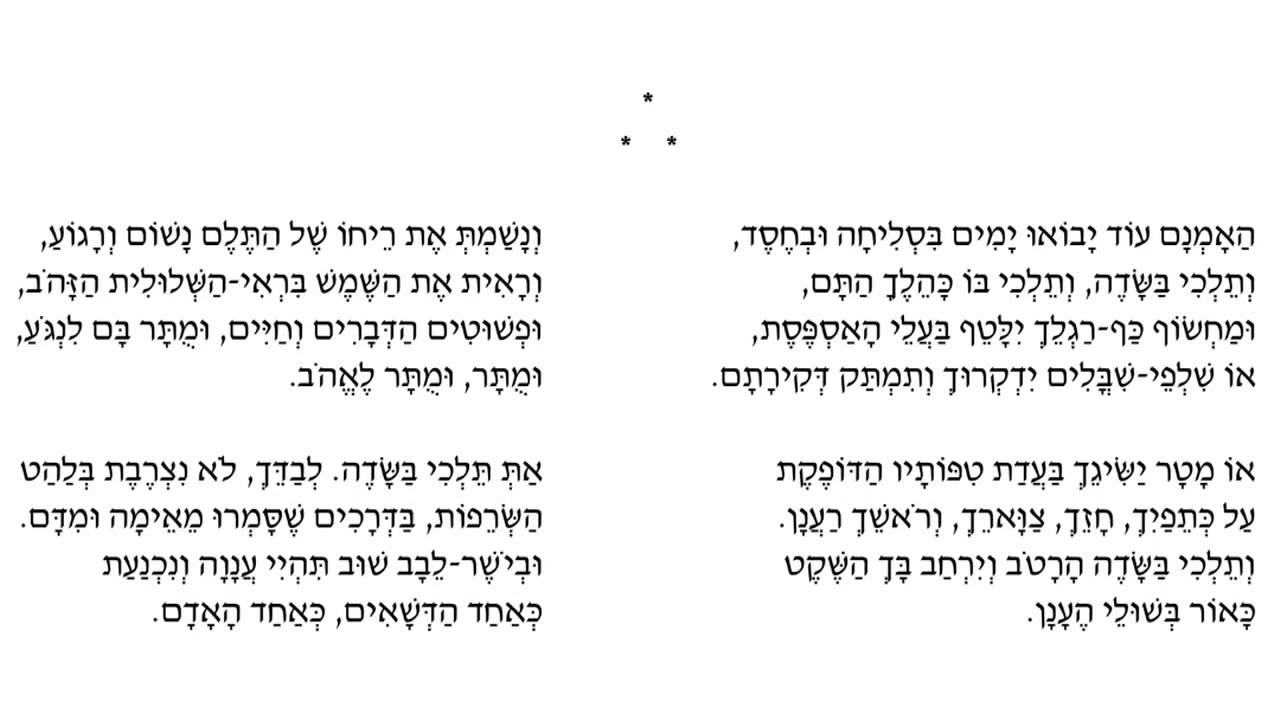 *
* *
הַאָמְנָם עוֹד יָבוֹאוּ יָמִים בִּסְלִיחָה וּבְחֶסֶד,
וְתֵלְכִי בַּשָּׂדֶה, וְתֵלְכִי בּוֹ כָּהֵלֶךְ הַתָּם,
וּמַחְשׂוֹף כַּף-רַגְלֵךְ יִלָּטֵף בַּעֲלֵי הָאַסְפֶּסֶת,
אוֹ שִׁלְפֵי-שִׁבֳּלִים יִדְקְרוּךְ וְתִמְתַּק דְּקִירָתָם.
אוֹ מָטָר יַשִּׂיגֵךְ בַּעֲדַת טִפּוֹתָיו הַדּוֹפֶקֶת
עַל כְּתֵפַיִךְ, חָזֵךְ, צַוָּארֵךְ, וְרֹאשֵׁךְ רַעֲנָן.
וְתֵלְכִי בַּשָּׂדֶה הָרָטֹב וְיִרְחַב בָּךְ הַשֶּׁקֶט
כָּאוֹר בְּשׁוּלֵי הֶעָנָן.
וְנָשַׁמְתְּ אֶת רֵיחוֹ שֶׁל הַתֶּלֶם נָשׁוֹם וְרָגוֹעַ,
וְרָאִית אֶת הַשֶּׁמֶשׁ בִּרְאִי-הַשְּׁלוּלִית הַזָּהֹב,
וּפְשׁוּטִים הַדְּבָרִים וְחַיִּים, וּמֻתָּר בָּם לִנְגֹּעַ,
וּמֻתָּר, וּמֻתָּר לֶאֱהֹב.
אַתְּ תֵּלְכִי בַּשָּׂדֶה. לְבַדֵּךְ, לֹא נִצְרֶבֶת בְּלַהַט
הַשְּׂרֵפוֹת, בַּדְּרָכִים שֶׁסָּמְרוּ מֵאֵימָה וּמִדָּם.
וּבְיֹשֶׁר-לֵבָב שׁוּב תִּהְיִי עֲנָוָה וְנִכְנַעַת
כְּאַחַד הַדְּשָׁאִים, כְּאַחַד הָאָדָם.